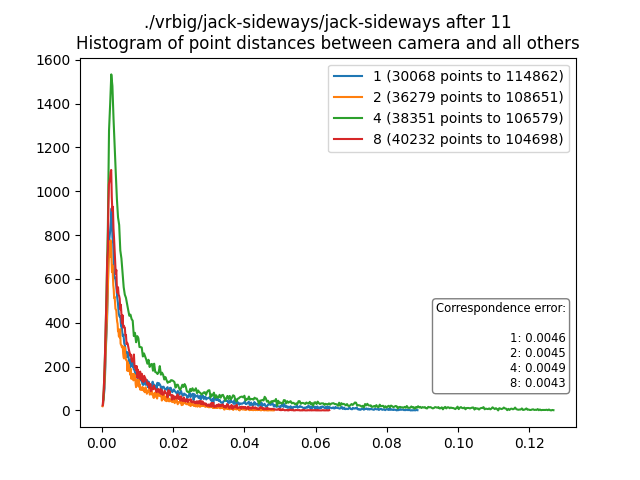 ./vrbig/jack-sideways/jack-sideways after 11
Histogram of point distances between camera and all others
1600
1400
1200
1000
800
600
400
200
0
1 (30068 points to 114862)
2 (36279 points to 108651)
4 (38351 points to 106579)
8 (40232 points to 104698)
Correspondence error:
1: 0.0046
2: 0.0045
4: 0.0049
8: 0.0043
0.00 0.02 0.04 0.06 0.08 0.10 0.12